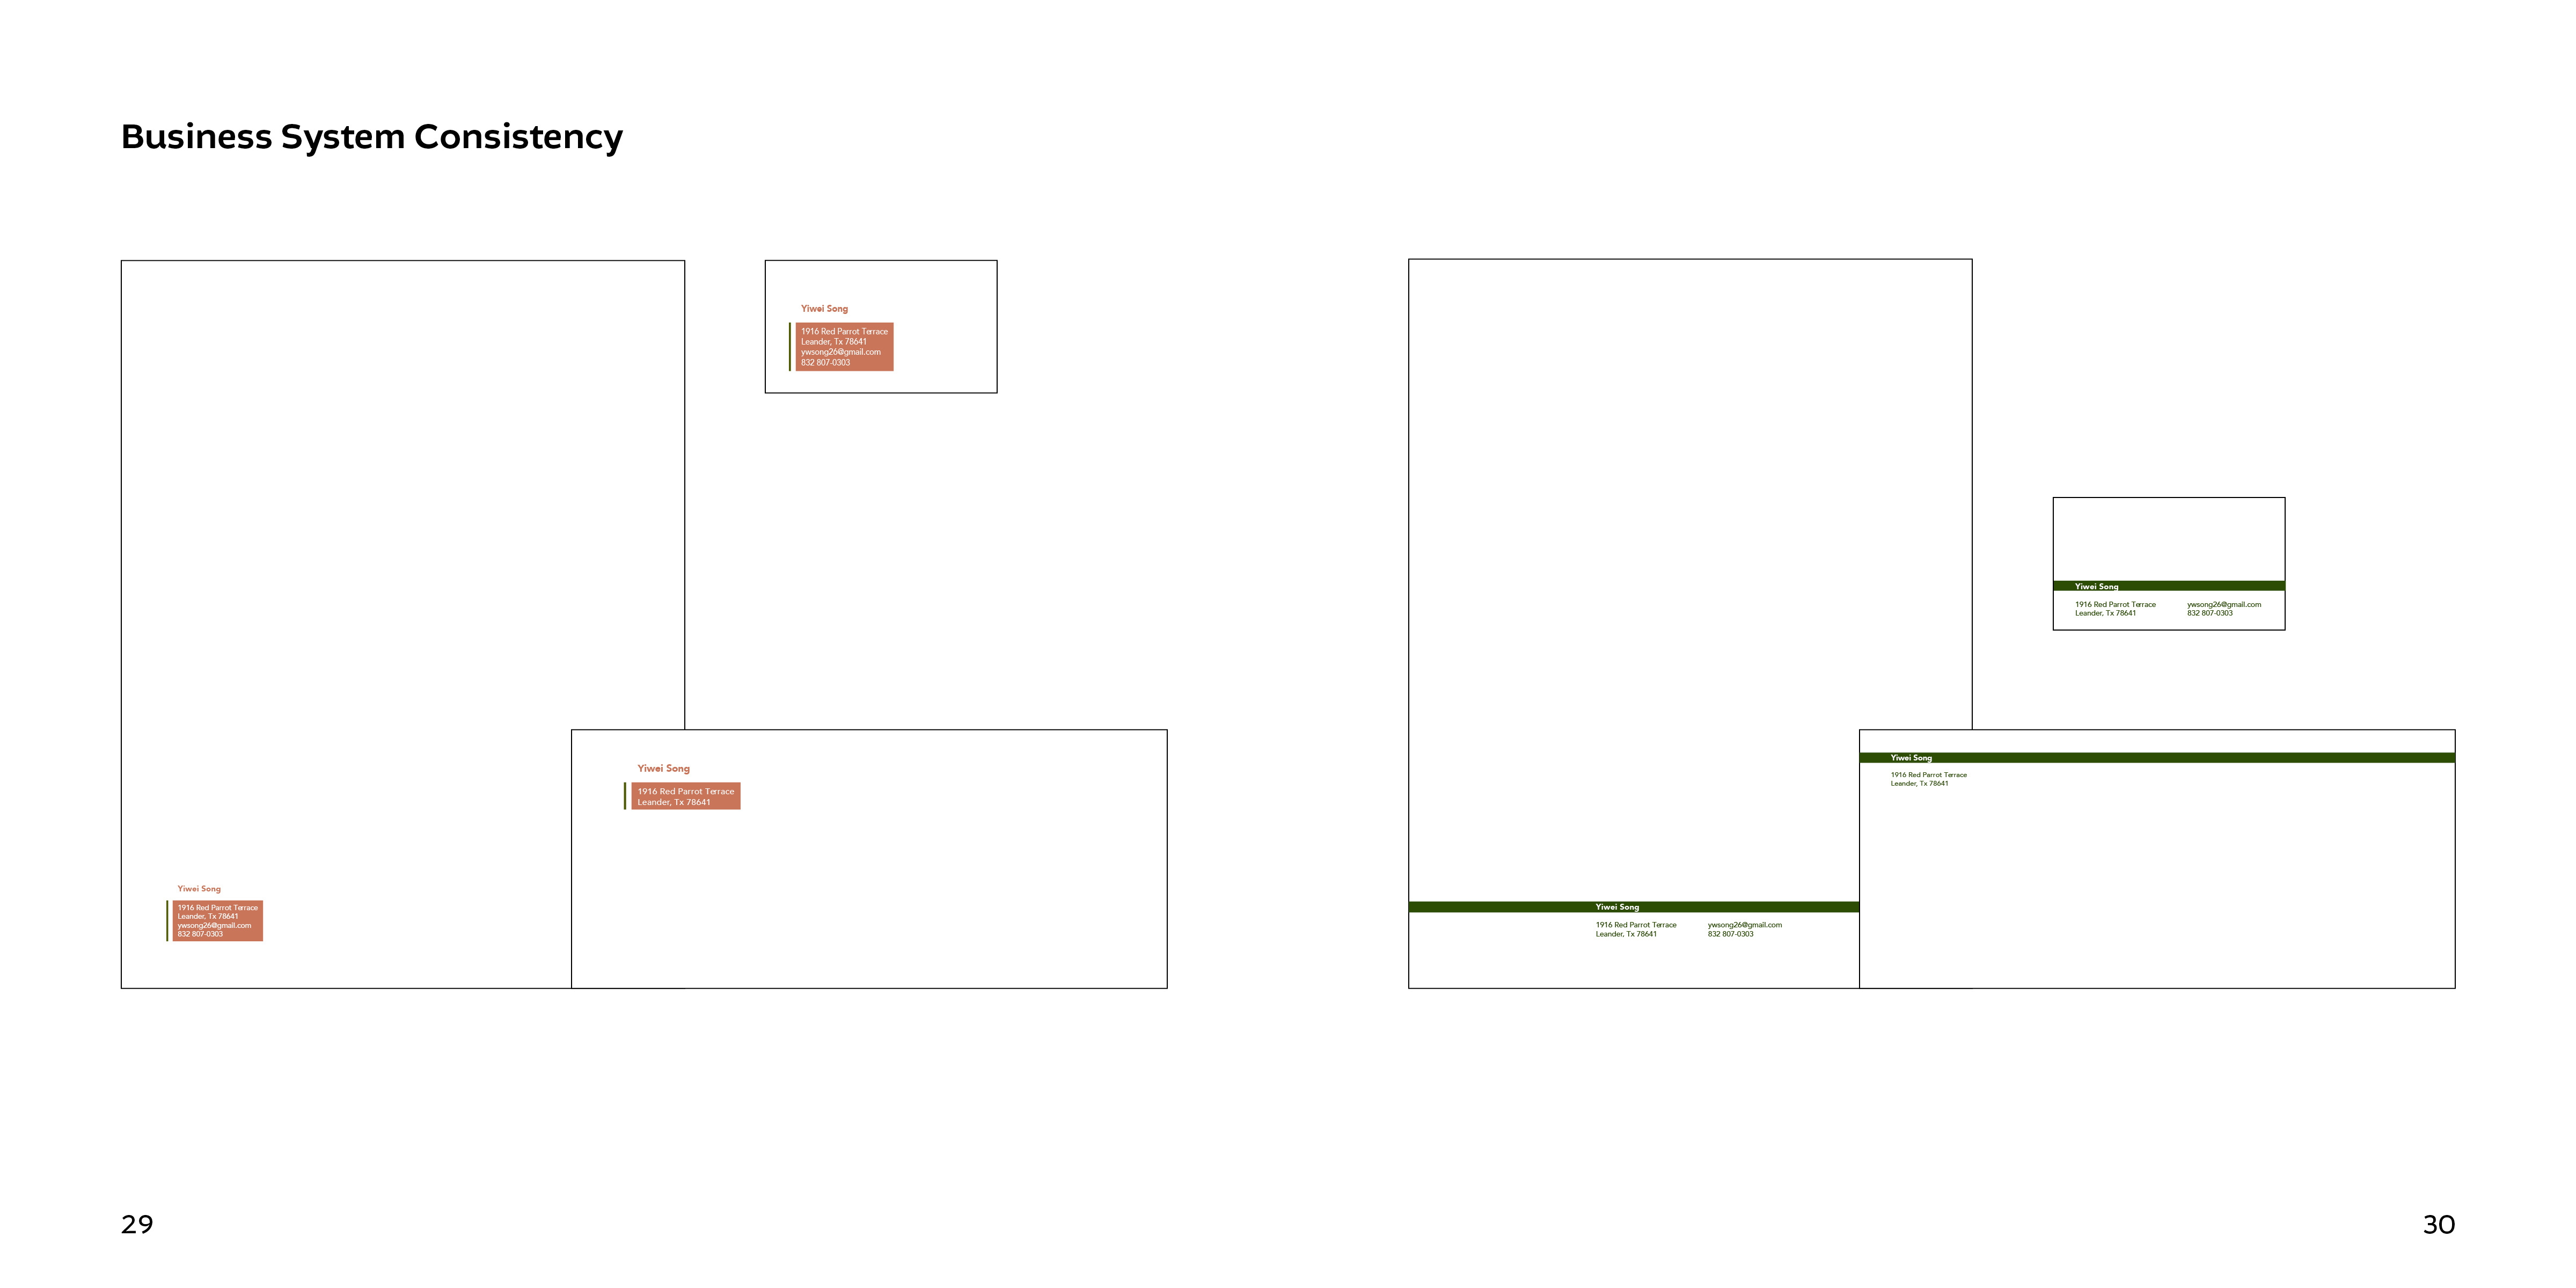 Business System Consistency
Yiwei Song
1916 Red Parrot Terrace
Leander, Tx 78641
ywsong26@gmail.com
832 807-0303
Yiwei Song
1916 Red Parrot Terrace
Leander, Tx 78641
Yiwei Song
1916 Red Parrot Terrace
Leander, Tx 78641
ywsong26@gmail.com
832 807-0303
Yiwei Song
1916 Red Parrot Terrace ywsong26@gmail.com
Leander, Tx 78641 832 807-0303
Yiwei Song
1916 Red Parrot Terrace
Leander, Tx 78641
Yiwei Song
1916 Red Parrot Terrace ywsong26@gmail.com
Leander, Tx 78641 832 807-0303
29
30